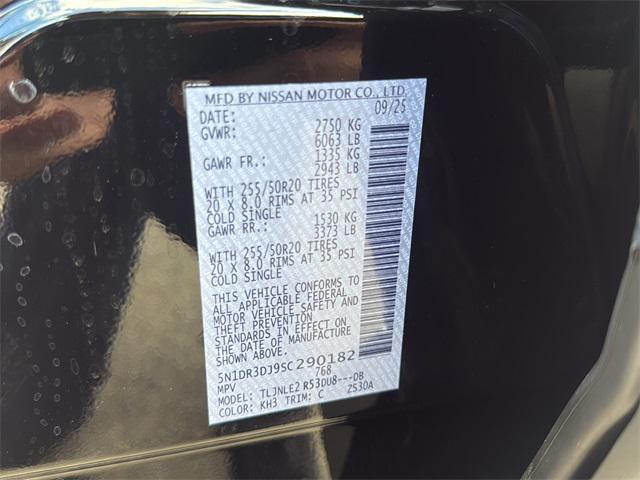 MFD BY NISSAN MOTOR CO., LTD.
DATE: 09/25
GVWR: 2750 KG
6063 LB
GAWR FR.: 1335 KG
2943 LB
WITH 255/50R20 TIRES
20 x 8.0 RIMS AT 35 PSI
COLD SINGLE
GAWR RR.: 1530 KG
3373 LB
WITH 255/50R20 TIRES
20 x 8.0 RIMS AT 35 PSI
COLD SINGLE
THIS VEHICLE CONFORMS TO
ALL APPLICABLE FEDERAL
MOTOR VEHICLE SAFETY AND
THEFT PREVENTION
STANDARDS IN EFFECT ON
THE DATE OF MANUFACTURE
5N1DR3DJ9SC290182
MPV 768
MODEL: TLJNLE2 R53DU8---DB
COLOR: KH3 TRIM: C ZS30A